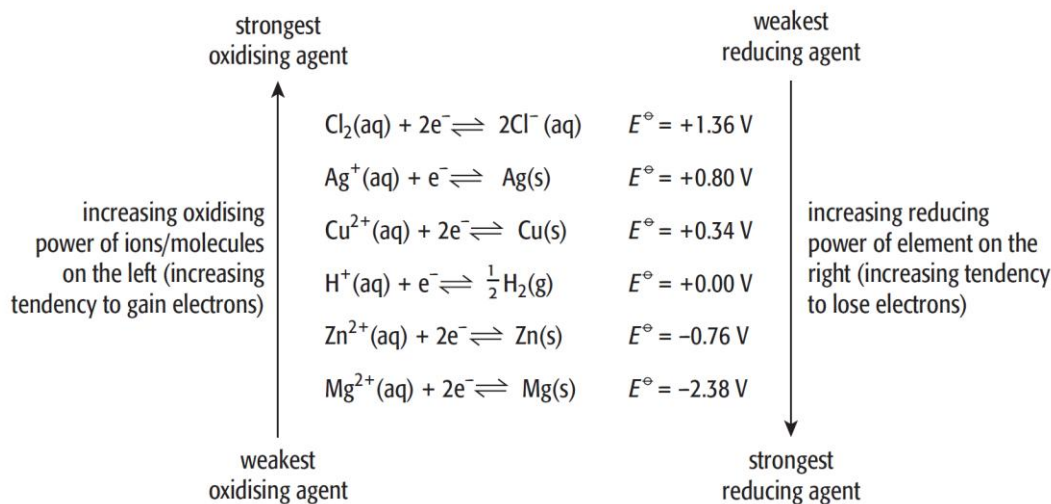 strongest
oxidising agent
weakest
reducing agent
Cl₂(aq) + 2e⁻ ⇌ 2Cl⁻ (aq) E⦵ = +1.36 V
Ag⁺(aq) + e⁻ ⇌ Ag(s) E⦵ = +0.80 V
Cu²⁺(aq) + 2e⁻ ⇌ Cu(s) E⦵ = +0.34 V
H⁺(aq) + e⁻ ⇌ ½H₂(g) E⦵ = +0.00 V
Zn²⁺(aq) + 2e⁻ ⇌ Zn(s) E⦵ = −0.76 V
Mg²⁺(aq) + 2e⁻ ⇌ Mg(s) E⦵ = −2.38 V
increasing oxidising
power of ions/molecules
on the left (increasing
tendency to gain electrons)
increasing reducing
power of element on the
right (increasing tendency
to lose electrons)
weakest
oxidising agent
strongest
reducing agent